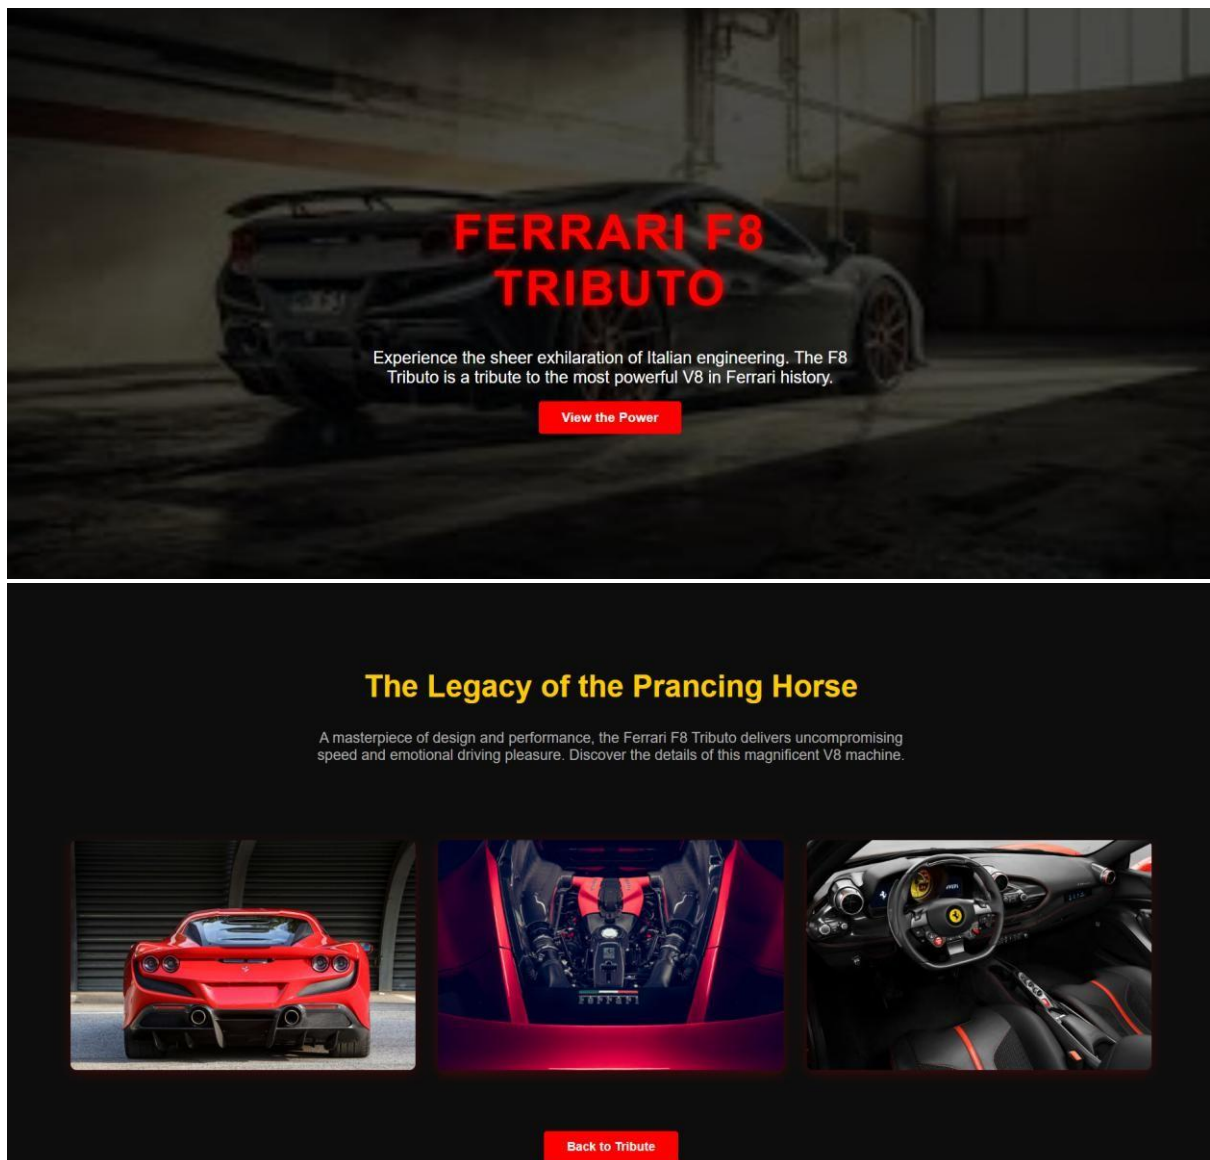 FERRARI F8
TRIBUTO
Experience the sheer exhilaration of Italian engineering. The F8
Tributo is a tribute to the most powerful V8 in Ferrari history.
View the Power
The Legacy of the Prancing Horse
A masterpiece of design and performance, the Ferrari F8 Tributo delivers uncompromising
speed and emotional driving pleasure. Discover the details of this magnificent V8 machine.
Back to Tribute